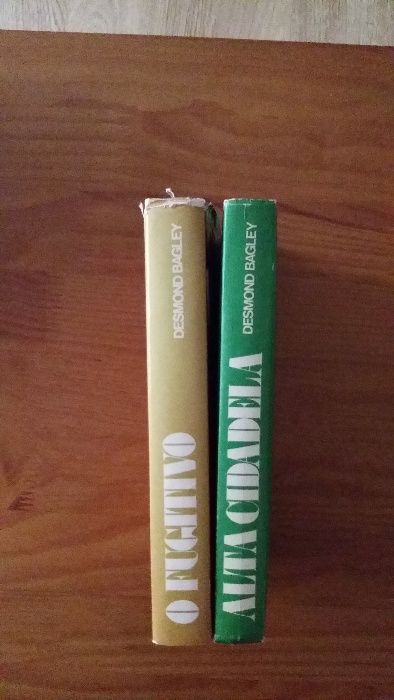 O FUGITIVO
DESMOND BAGLEY
ALTA CIDADELA
DESMOND BAGLEY